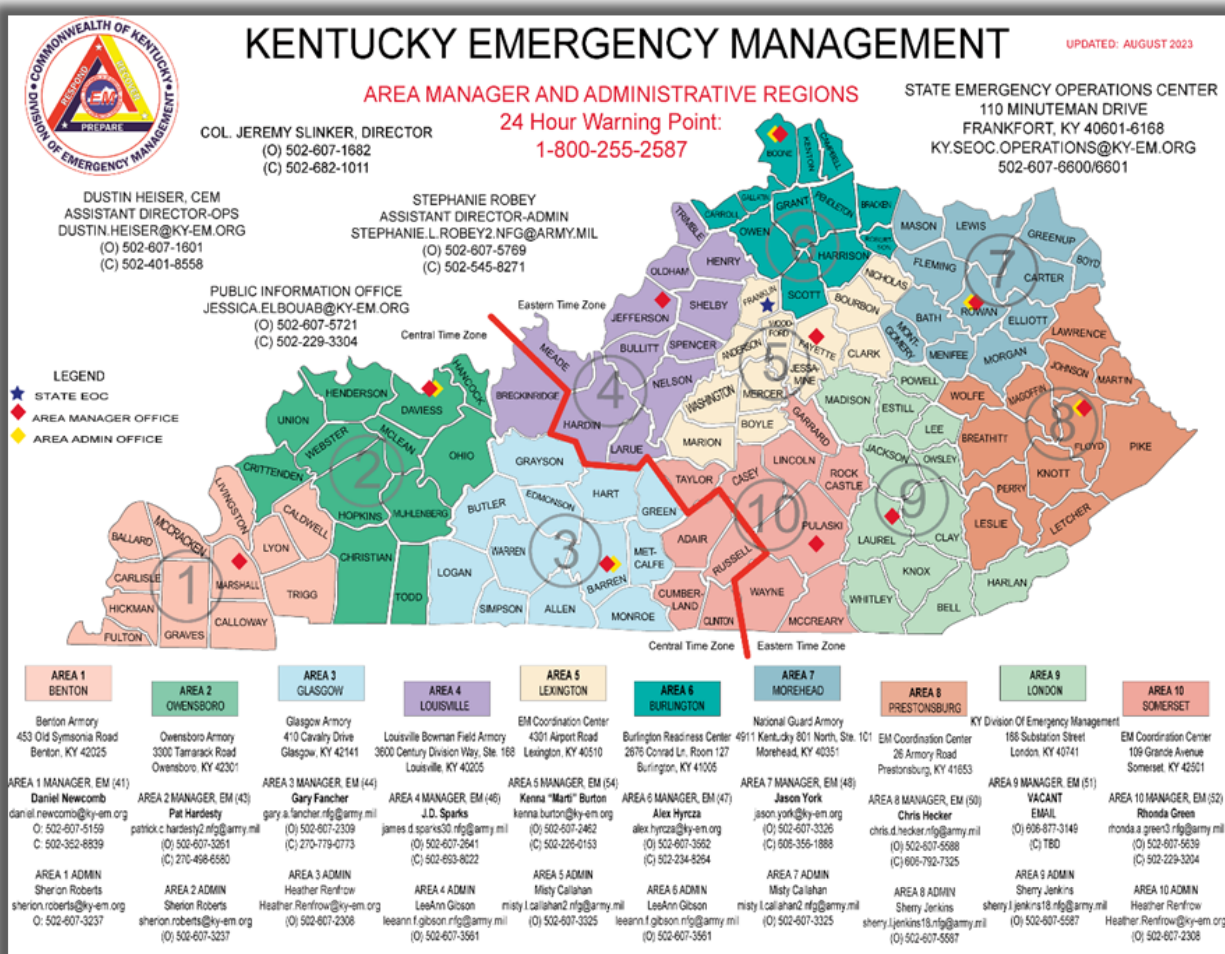 COMMONWEALTH OF KENTUCKY
DIVISION OF EMERGENCY MANAGEMENT
RESPOND
RECOVER
EM
PREPARE
KENTUCKY EMERGENCY MANAGEMENT
UPDATED: AUGUST 2023
AREA MANAGER AND ADMINISTRATIVE REGIONS
24 Hour Warning Point:
1-800-255-2587
STATE EMERGENCY OPERATIONS CENTER
110 MINUTEMAN DRIVE
FRANKFORT, KY 40601-6168
KY.SEOC.OPERATIONS@KY-EM.ORG
502-607-6600/6601
COL. JEREMY SLINKER, DIRECTOR
(O) 502-607-1682
(C) 502-682-1011
DUSTIN HEISER, CEM
ASSISTANT DIRECTOR-OPS
DUSTIN.HEISER@KY-EM.ORG
(O) 502-607-1601
(C) 502-401-8558
STEPHANIE ROBEY
ASSISTANT DIRECTOR-ADMIN
STEPHANIE.L.ROBEY2.NFG@ARMY.MIL
(O) 502-607-5769
(C) 502-545-8271
PUBLIC INFORMATION OFFICE
JESSICA.ELBOUAB@KY-EM.ORG
(O) 502-607-5721
(C) 502-229-3304
Eastern Time Zone
Central Time Zone
LEGEND
STATE EOC
AREA MANAGER OFFICE
AREA ADMIN OFFICE
1
BALLARD
MCCRACKEN
LIVINGSTON
CALDWELL
LYON
CARLISLE
MARSHALL
TRIGG
HICKMAN
FULTON
GRAVES
CALLOWAY
2
HENDERSON
UNION
DAVIESS
HANCOCK
WEBSTER
MCLEAN
OHIO
CRITTENDEN
HOPKINS
MUHLENBERG
CHRISTIAN
TODD
3
GRAYSON
BUTLER
EDMONSON
HART
GREEN
WARREN
LOGAN
BARREN
MET-
CALFE
SIMPSON
ALLEN
MONROE
4
TRIMBLE
HENRY
OLDHAM
JEFFERSON
SHELBY
BULLITT
SPENCER
MEADE
BRECKINRIDGE
NELSON
HARDIN
LARUE
5
NICHOLAS
FRANKLIN
BOURBON
WOOD-
FORD
ANDERSON
FAYETTE
CLARK
JESSA-
MINE
MERCER
WASHINGTON
BOYLE
MARION
6
BOONE
KENTON
CAMPBELL
GALLATIN
GRANT
PENDLETON
BRACKEN
CARROLL
OWEN
ROBERT-
SON
HARRISON
SCOTT
7
MASON
LEWIS
GREENUP
BOYD
FLEMING
CARTER
ROWAN
BATH
ELLIOTT
MONT-
GOMERY
MENIFEE
MORGAN
8
LAWRENCE
JOHNSON
MARTIN
WOLFE
MAGOFFIN
BREATHITT
FLOYD
PIKE
KNOTT
PERRY
LESLIE
LETCHER
9
POWELL
MADISON
ESTILL
LEE
JACKSON
OWSLEY
LAUREL
CLAY
KNOX
HARLAN
WHITLEY
BELL
10
GARRARD
LINCOLN
TAYLOR
CASEY
ROCK
CASTLE
PULASKI
ADAIR
RUSSELL
WAYNE
CUMBER-
LAND
CLINTON
MCCREARY
Central Time Zone
Eastern Time Zone
AREA 1
BENTON
Benton Armory
453 Old Symsonia Road
Benton, KY 42025
AREA 1 MANAGER, EM (41)
Daniel Newcomb
daniel.newcomb@ky-em.org
O: 502-607-5159
C: 502-352-8839
AREA 1 ADMIN
Sherion Roberts
sherion.roberts@ky-em.org
O: 502-607-3237
AREA 2
OWENSBORO
Owensboro Armory
3300 Tamarack Road
Owensboro, KY 42301
AREA 2 MANAGER, EM (43)
Pat Hardesty
patrick.c.hardesty2.nfg@army.mil
(O) 502-607-3261
(C) 270-498-6580
AREA 2 ADMIN
Sherion Roberts
sherion.roberts@ky-em.org
(O) 502-607-3237
AREA 3
GLASGOW
Glasgow Armory
410 Cavalry Drive
Glasgow, KY 42141
AREA 3 MANAGER, EM (44)
Gary Fancher
gary.a.fancher.nfg@army.mil
(O) 502-607-2309
(C) 270-779-0773
AREA 3 ADMIN
Heather Renfrow
Heather.Renfrow@ky-em.org
(O) 502-607-2308
AREA 4
LOUISVILLE
Louisville Bowman Field Armory
3600 Century Division Way, Ste. 168
Louisville, KY 40205
AREA 4 MANAGER, EM (46)
J.D. Sparks
james.d.sparks30.nfg@army.mil
(O) 502-607-2641
(C) 502-693-8022
AREA 4 ADMIN
LeeAnn Gibson
leeann.f.gibson.nfg@army.mil
(O) 502-607-3561
AREA 5
LEXINGTON
EM Coordination Center
4301 Airport Road
Lexington, KY 40510
AREA 5 MANAGER, EM (54)
Kenna "Marti" Burton
kenna.burton@ky-em.org
(O) 502-607-2462
(C) 502-226-0153
AREA 5 ADMIN
Misty Callahan
misty.l.callahan2.nfg@army.mil
(O) 502-607-3325
AREA 6
BURLINGTON
Burlington Readiness Center
2676 Conrad Ln, Room 127
Burlington, KY 41005
AREA 6 MANAGER, EM (47)
Alex Hyrcza
alex.hyrcza@ky-em.org
(O) 502-607-3562
(C) 502-234-8264
AREA 6 ADMIN
LeeAnn Gibson
leeann.f.gibson.nfg@army.mil
(O) 502-607-3561
AREA 7
MOREHEAD
National Guard Armory
4911 Kentucky 801 North, Ste. 101
Morehead, KY 40351
AREA 7 MANAGER, EM (48)
Jason York
jason.york@ky-em.org
(O) 502-607-3326
(C) 606-356-1888
AREA 7 ADMIN
Misty Callahan
misty.l.callahan2.nfg@army.mil
(O) 502-607-3325
AREA 8
PRESTONSBURG
EM Coordination Center
26 Armory Road
Prestonsburg, KY 41653
AREA 8 MANAGER, EM (50)
Chris Hecker
chris.d.hecker.nfg@army.mil
(O) 502-607-5588
(C) 606-792-7325
AREA 8 ADMIN
Sherry Jenkins
sherry.l.jenkins18.nfg@army.mil
(O) 502-607-5587
AREA 9
LONDON
KY Division Of Emergency Management
168 Substation Street
London, KY 40741
AREA 9 MANAGER, EM (51)
VACANT
EMAIL
(O) 606-877-3149
(C) TBD
AREA 9 ADMIN
Sherry Jenkins
sherry.l.jenkins18.nfg@army.mil
(O) 502-607-5587
AREA 10
SOMERSET
EM Coordination Center
109 Grande Avenue
Somerset, KY 42501
AREA 10 MANAGER, EM (52)
Rhonda Green
rhonda.a.green3.nfg@army.mil
(O) 502-607-5639
(C) 502-229-3204
AREA 10 ADMIN
Heather Renfrow
Heather.Renfrow@ky-em.org
(O) 502-607-2308